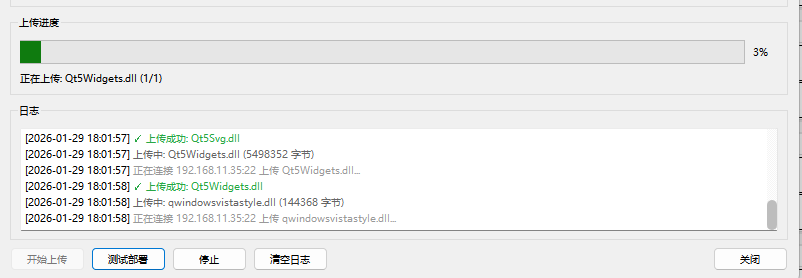 上传进度
3%
正在上传: Qt5Widgets.dll (1/1)
日志
[2026-01-29 18:01:57] ✓ 上传成功: Qt5Svg.dll
[2026-01-29 18:01:57] 上传中: Qt5Widgets.dll (5498352 字节)
[2026-01-29 18:01:57] 正在连接 192.168.11.35:22 上传 Qt5Widgets.dll...
[2026-01-29 18:01:58] ✓ 上传成功: Qt5Widgets.dll
[2026-01-29 18:01:58] 上传中: qwindowsvistastyle.dll (144368 字节)
[2026-01-29 18:01:58] 正在连接 192.168.11.35:22 上传 qwindowsvistastyle.dll...
开始上传 测试部署 停止 清空日志 关闭